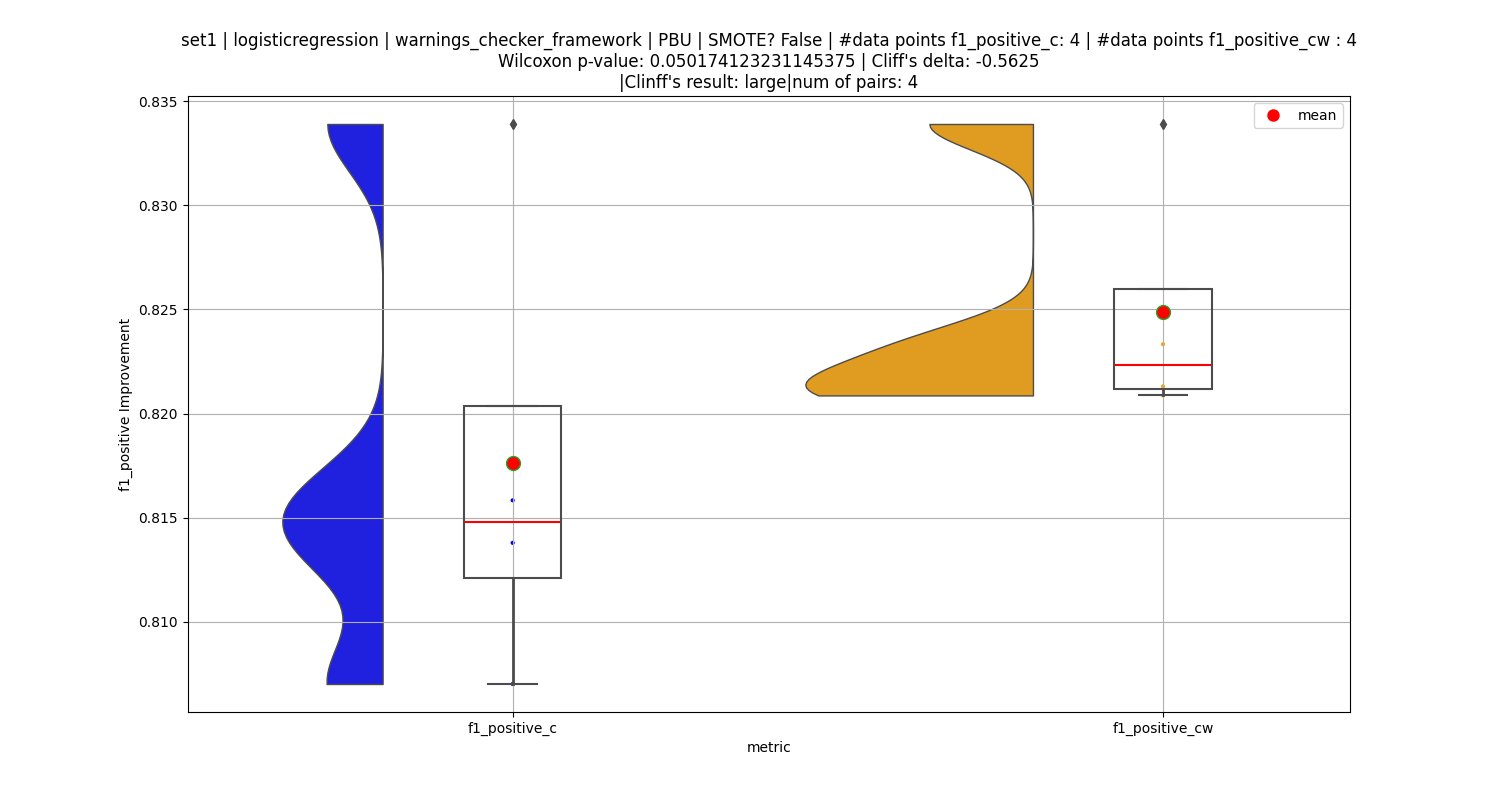 set1 | logisticregression | warnings_checker_framework | PBU | SMOTE? False | #data points f1_positive_c: 4 | #data points f1_positive_cw : 4
Wilcoxon p-value: 0.050174123231145375 | Cliff's delta: -0.5625
|Clinff's result: large|num of pairs: 4
0.835
mean
0.830
0.825
0.820
0.815
0.810
f1_positive Improvement
f1_positive_c
f1_positive_cw
metric